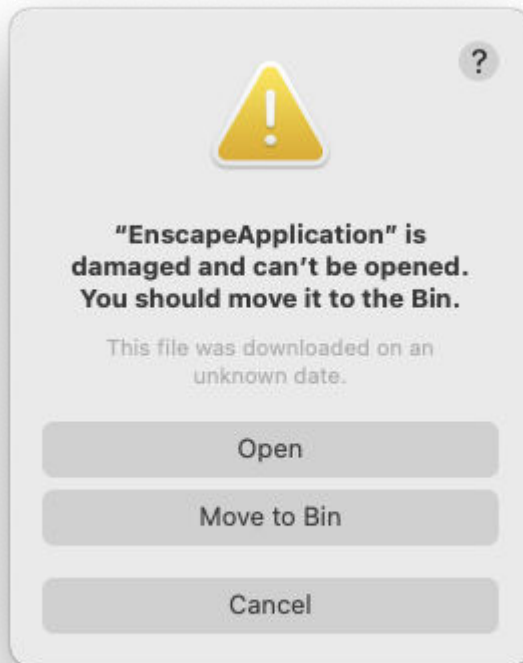 ?
“EnscapeApplication” is
damaged and can’t be opened.
You should move it to the Bin.
This file was downloaded on an
unknown date.
Open
Move to Bin
Cancel